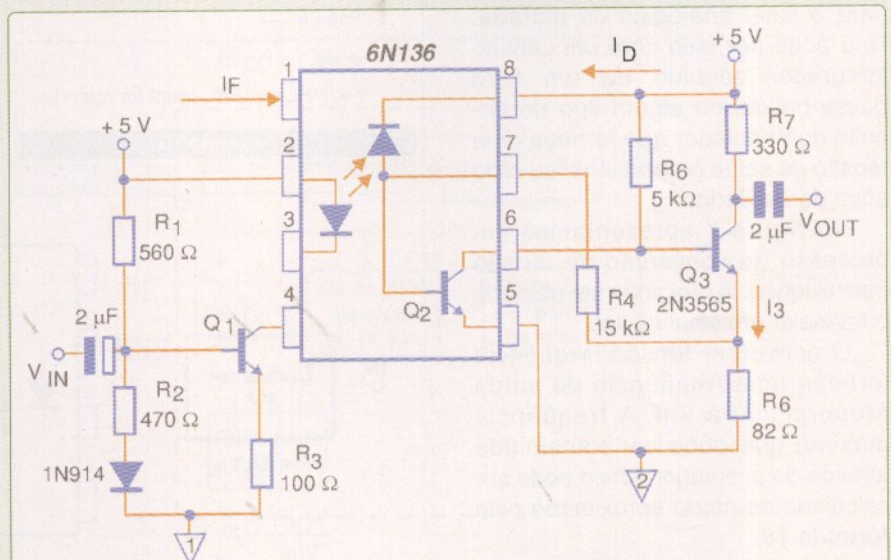 6N136
IF
ID
1
2
3
4
8
7
6
5
+ 5 V
+ 5 V
R1
560 Ω
R2
470 Ω
R3
100 Ω
1N914
2 µF
V IN
Q1
Q2
R6
5 kΩ
R4
15 kΩ
R7
330 Ω
2 µF
VOUT
Q3
2N3565
I3
R6
82 Ω
1
2